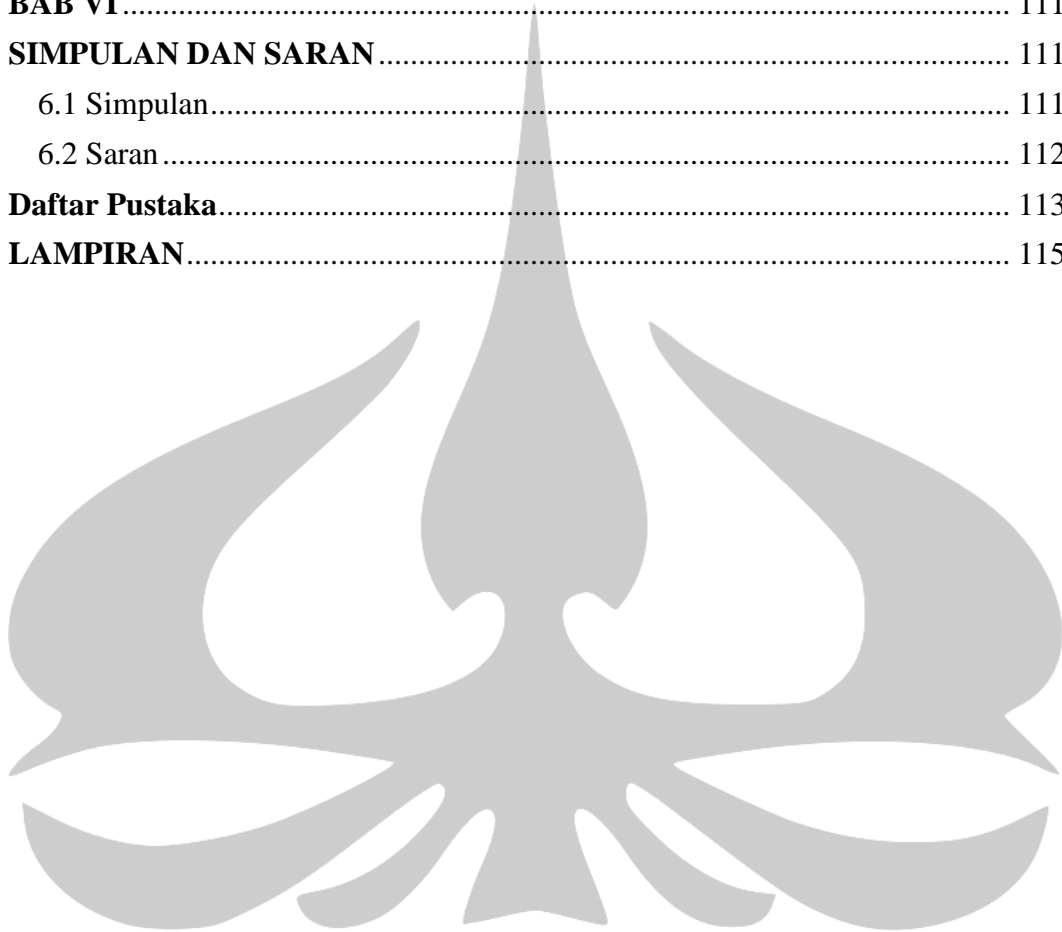 BAB VI........................................................................................................... 111
SIMPULAN DAN SARAN............................................................................... 111
6.1 Simpulan.................................................................................................... 111
6.2 Saran.......................................................................................................... 112
Daftar Pustaka................................................................................................... 113
LAMPIRAN....................................................................................................... 115